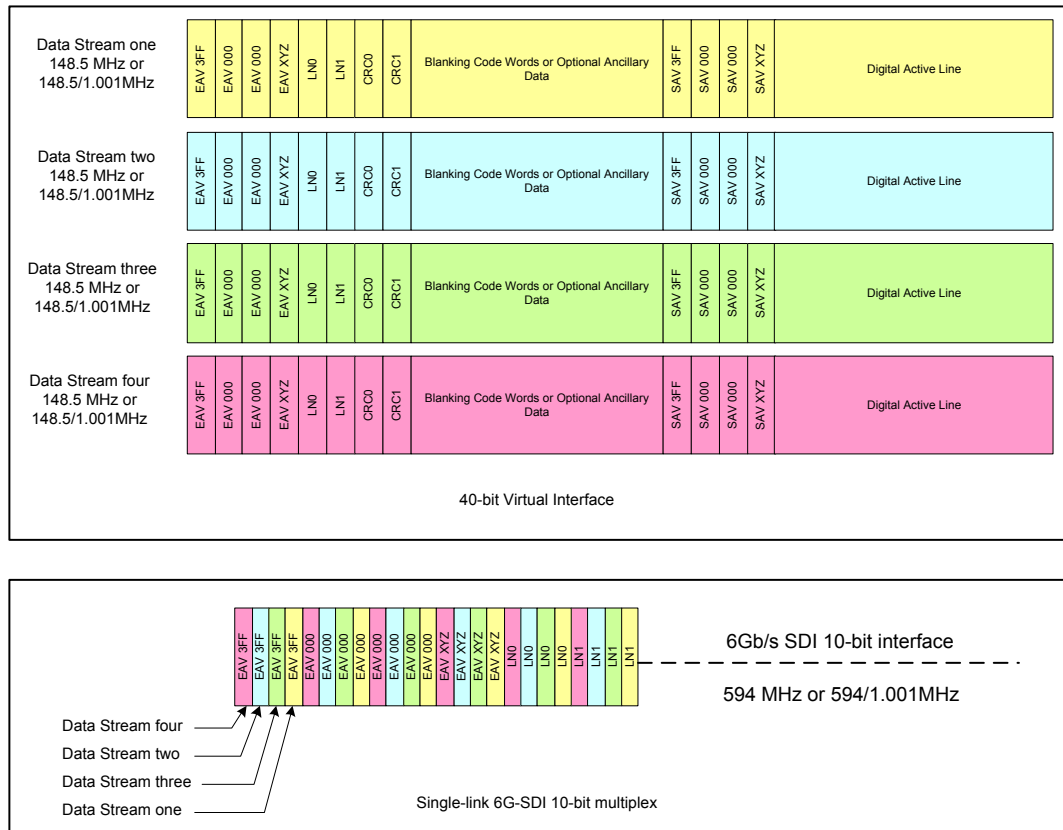 Data Stream one
148.5 MHz or
148.5/1.001MHz
EAV 3FF
EAV 000
EAV 000
EAV XYZ
LN0
LN1
CRC0
CRC1
Blanking Code Words or Optional Ancillary
Data
SAV 3FF
SAV 000
SAV 000
SAV XYZ
Digital Active Line
Data Stream two
148.5 MHz or
148.5/1.001MHz
EAV 3FF
EAV 000
EAV 000
EAV XYZ
LN0
LN1
CRC0
CRC1
Blanking Code Words or Optional Ancillary
Data
SAV 3FF
SAV 000
SAV 000
SAV XYZ
Digital Active Line
Data Stream three
148.5 MHz or
148.5/1.001MHz
EAV 3FF
EAV 000
EAV 000
EAV XYZ
LN0
LN1
CRC0
CRC1
Blanking Code Words or Optional Ancillary
Data
SAV 3FF
SAV 000
SAV 000
SAV XYZ
Digital Active Line
Data Stream four
148.5 MHz or
148.5/1.001MHz
EAV 3FF
EAV 000
EAV 000
EAV XYZ
LN0
LN1
CRC0
CRC1
Blanking Code Words or Optional Ancillary
Data
SAV 3FF
SAV 000
SAV 000
SAV XYZ
Digital Active Line
40-bit Virtual Interface
EAV 3FF
EAV 3FF
EAV 3FF
EAV 3FF
EAV 000
EAV 000
EAV 000
EAV 000
EAV 000
EAV 000
EAV 000
EAV 000
EAV XYZ
EAV XYZ
EAV XYZ
EAV XYZ
LN0
LN0
LN0
LN0
LN1
LN1
LN1
LN1
6Gb/s SDI 10-bit interface
594 MHz or 594/1.001MHz
Data Stream four
Data Stream two
Data Stream three
Data Stream one
Single-link 6G-SDI 10-bit multiplex